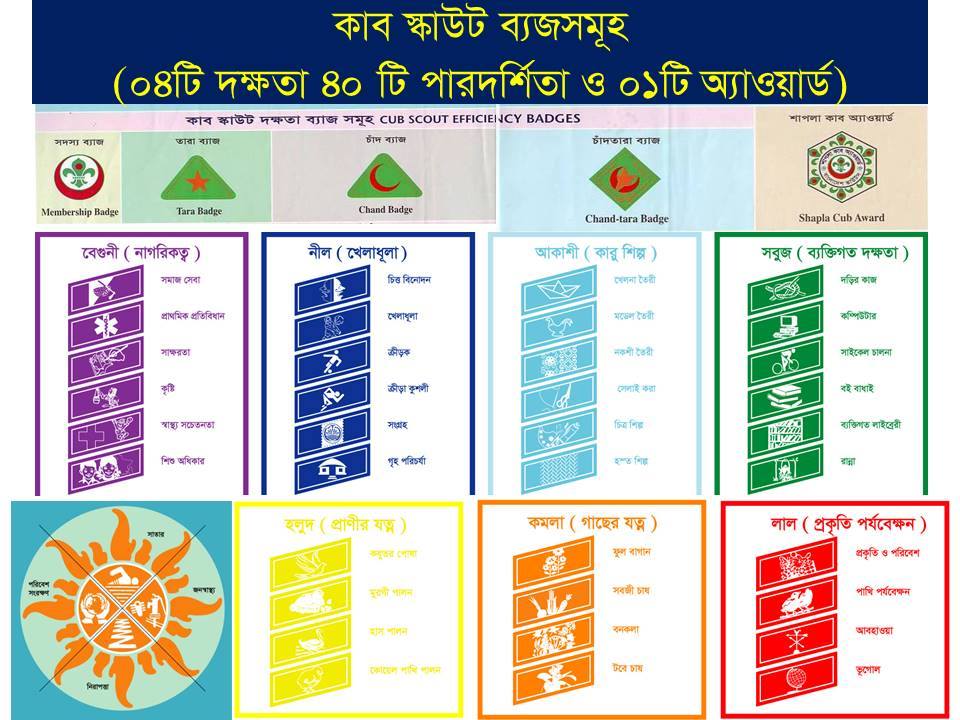 কাব স্কাউট ব্যজসমূহ
(০৪টি দক্ষতা ৪০ টি পারদর্শিতা ও ০১টি অ্যাওয়ার্ড)
কাব স্কাউট দক্ষতা ব্যাজ সমূহ CUB SCOUT EFFICIENCY BADGES
শাপলা কাব অ্যাওয়ার্ড
সদস্য ব্যাজ
তারা ব্যাজ
চাঁদ ব্যাজ
চাঁদতারা ব্যাজ
Membership Badge
Tara Badge
Chand Badge
Chand-tara Badge
Shapla Cub Award
বেগুনী ( নাগরিকত্ব )
সমাজ সেবা
প্রাথমিক প্রতিবিধান
সাক্ষরতা
কৃষ্টি
স্বাস্থ্য সচেতনতা
শিশু অধিকার
নীল ( খেলাধূলা )
চিত্ত বিনোদন
খেলাধূলা
ক্রীড়ক
ক্রীড়া কুশলী
সংগ্রহ
গৃহ পরিচর্যা
আকাশী ( কারু শিল্প )
খেলনা তৈরী
মডেল তৈরী
নকশী তৈরী
সেলাই করা
চিত্র শিল্প
হস্ত শিল্প
সবুজ ( ব্যক্তিগত দক্ষতা )
দড়ির কাজ
কম্পিউটার
সাইকেল চালনা
বই বাধাই
ব্যক্তিগত লাইব্রেরী
রান্না
সাতার
পরিবেশ
সংরক্ষণ
জনস্বাস্থ্য
নিরাপত্তা
হলুদ ( প্রাণীর যত্ন )
কবুতর পোষা
মুরগী পালন
হাস পালন
কোয়েল পাখি পালন
কমলা ( গাছের যত্ন )
ফুল বাগান
সবজী চাষ
বনকলা
টবে চাষ
লাল ( প্রকৃতি পর্যবেক্ষন )
প্রকৃতি ও পরিবেশ
পাখি পর্যবেক্ষন
আবহাওয়া
ভূগোল